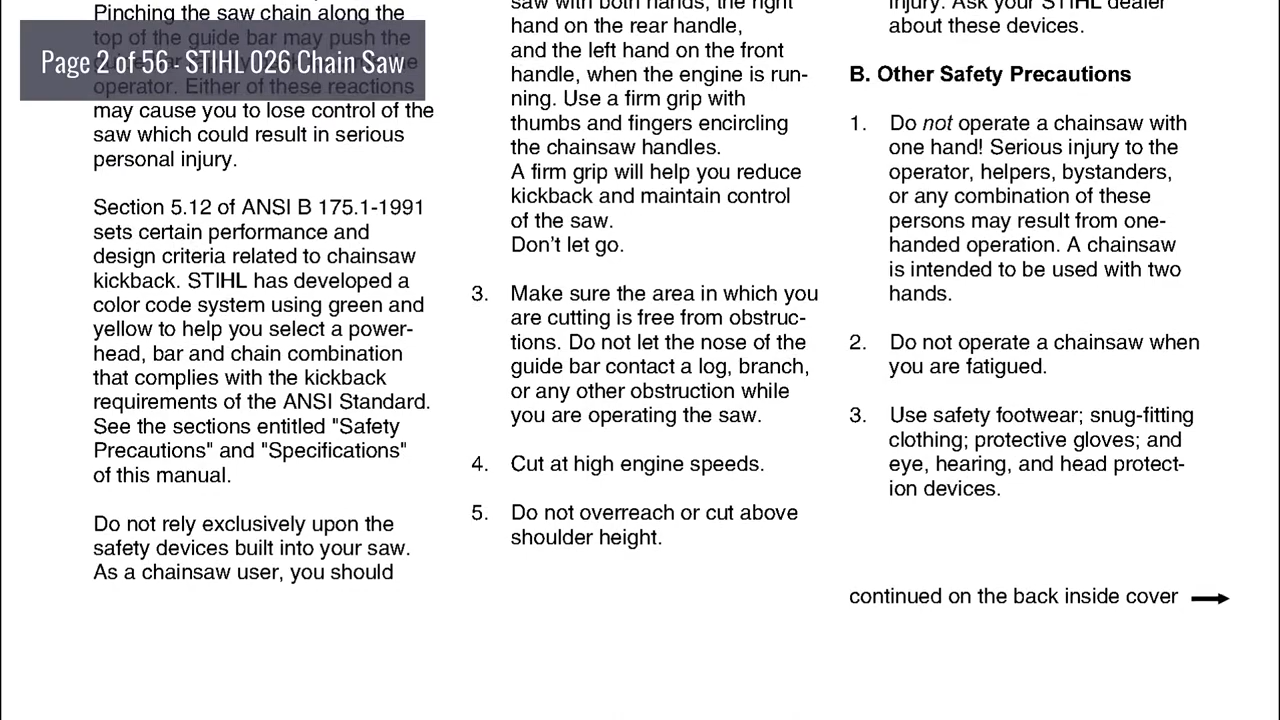 Pinching the saw chain along the
top of the guide bar may push the
operator. Either of these reactions
may cause you to lose control of the
saw which could result in serious
personal injury.
Section 5.12 of ANSI B 175.1-1991
sets certain performance and
design criteria related to chainsaw
kickback. STIHL has developed a
color code system using green and
yellow to help you select a power-
head, bar and chain combination
that complies with the kickback
requirements of the ANSI Standard.
See the sections entitled "Safety
Precautions" and "Specifications"
of this manual.
Do not rely exclusively upon the
safety devices built into your saw.
As a chainsaw user, you should
Page 2 of 56 - STIHL 026 Chain Saw
saw with both hands, the right
hand on the rear handle,
and the left hand on the front
handle, when the engine is run-
ning. Use a firm grip with
thumbs and fingers encircling
the chainsaw handles.
A firm grip will help you reduce
kickback and maintain control
of the saw.
Don't let go.
3. Make sure the area in which you
are cutting is free from obstruc-
tions. Do not let the nose of the
guide bar contact a log, branch,
or any other obstruction while
you are operating the saw.
4. Cut at high engine speeds.
5. Do not overreach or cut above
shoulder height.
injury. Ask your STIHL dealer
about these devices.
B. Other Safety Precautions
1. Do not operate a chainsaw with
one hand! Serious injury to the
operator, helpers, bystanders,
or any combination of these
persons may result from one-
handed operation. A chainsaw
is intended to be used with two
hands.
2. Do not operate a chainsaw when
you are fatigued.
3. Use safety footwear; snug-fitting
clothing; protective gloves; and
eye, hearing, and head protect-
ion devices.
continued on the back inside cover